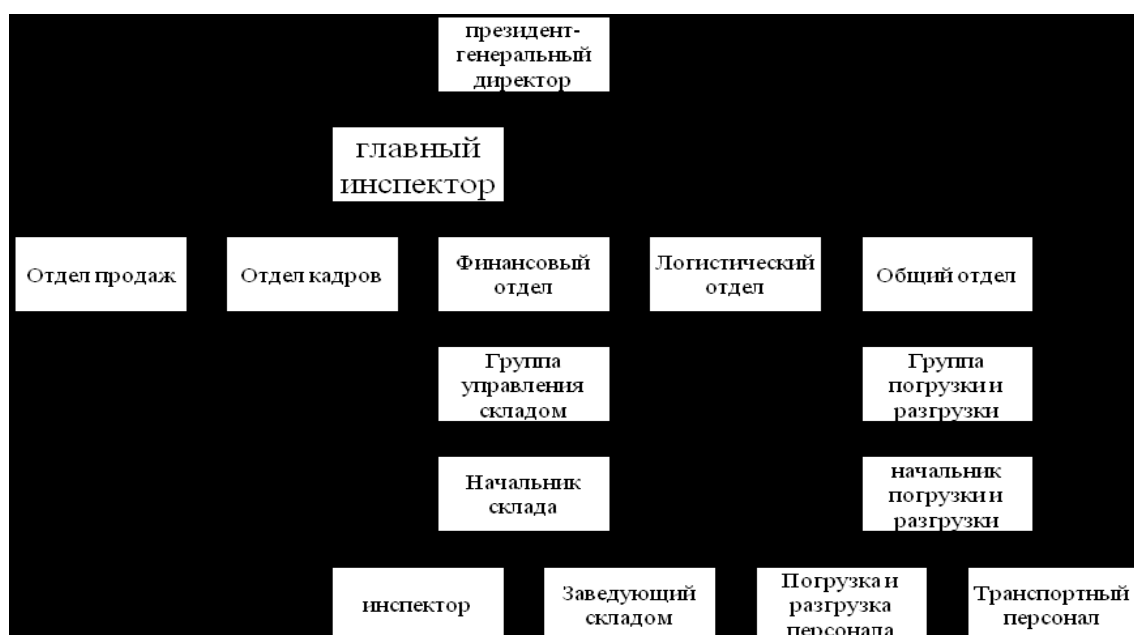 президент-
генеральный
директор
главный
инспектор
Отдел продаж
Отдел кадров
Финансовый
отдел
Логистический
отдел
Общий отдел
Группа
управления
складом
Группа
погрузки и
разгрузки
Начальник
склада
начальник
погрузки и
разгрузки
инспектор
Заведующий
складом
Погрузка и
разгрузка
персонала
Транспортный
персонал